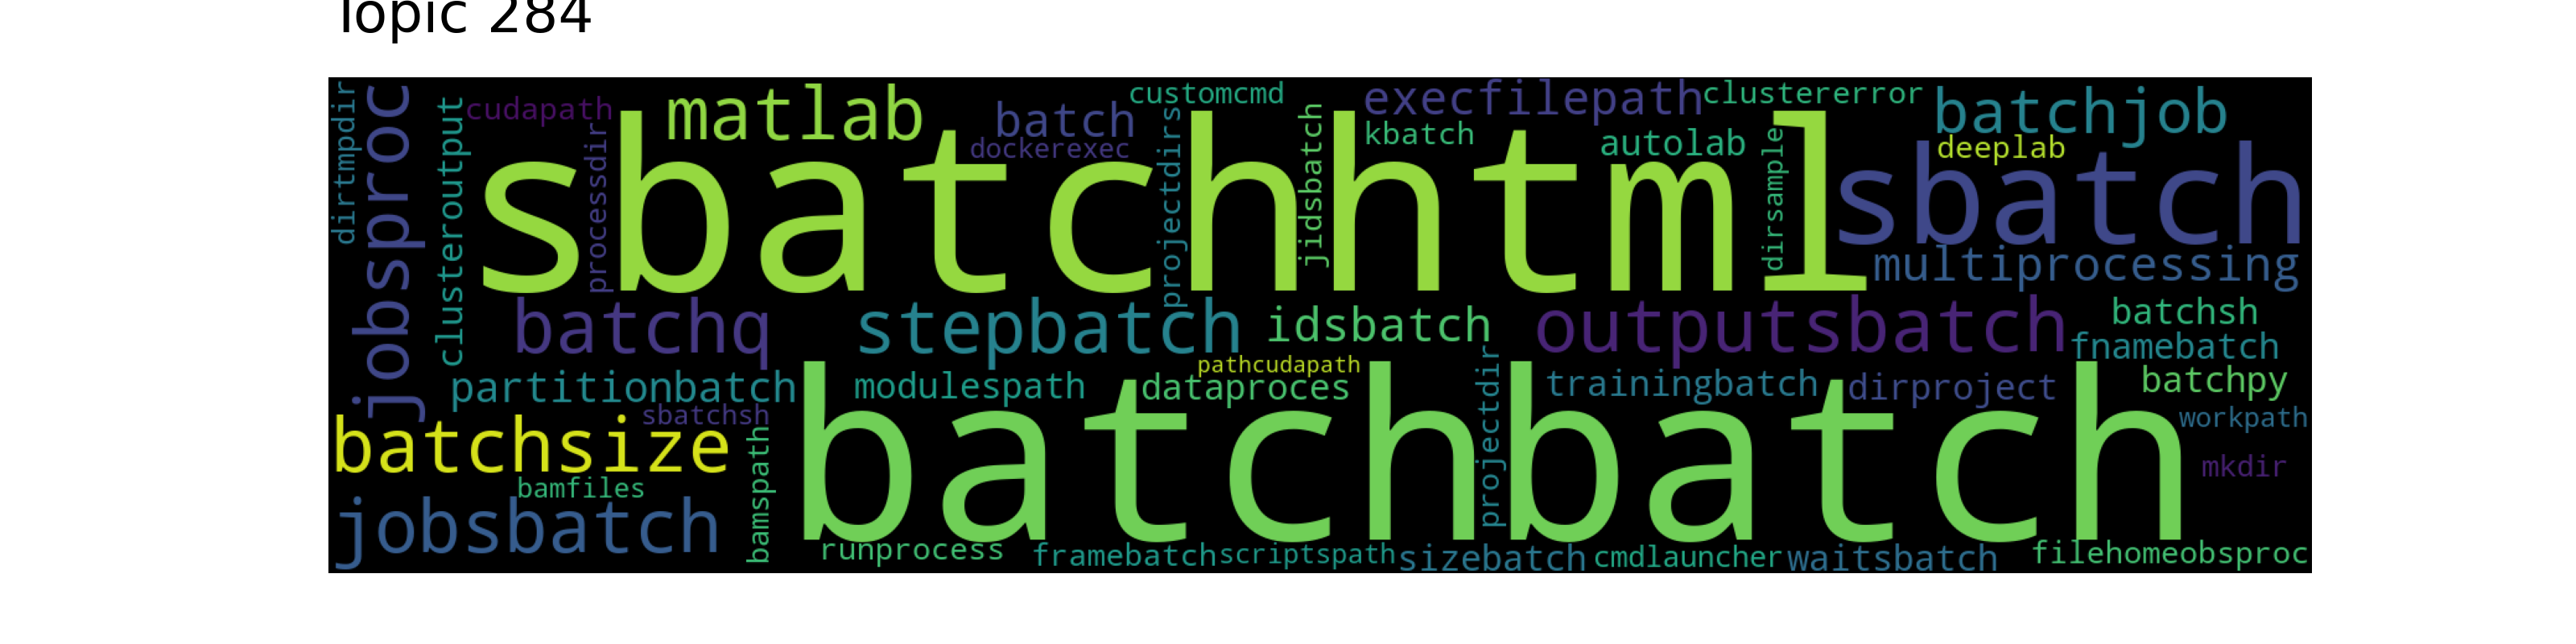 Topic 284
dirtmpdir
jobsproc
clusteroutput
cudapath
processdir
matlab
batch
dockerexec
customcmd
projectdirs
jidsbatch
execfilepath
kbatch
autolab
clustererror
dirsample
batchjob
deeplab
sbatchhtml
sbatch
multiprocessing
batchq
stepbatch
idsbatch
outputsbatch
batchsh
fnamebatch
pathcudapath
partitionbatch
modulespath
dataproces
projectdir
trainingbatch
dirproject
batchpy
sbatchsh
workpath
batchsize
bamspath
batchbatch
mkdir
bamfiles
jobsbatch
runprocess
framebatch
scriptspath
sizebatch
cmdlauncher
waitsbatch
filehomeobsproc